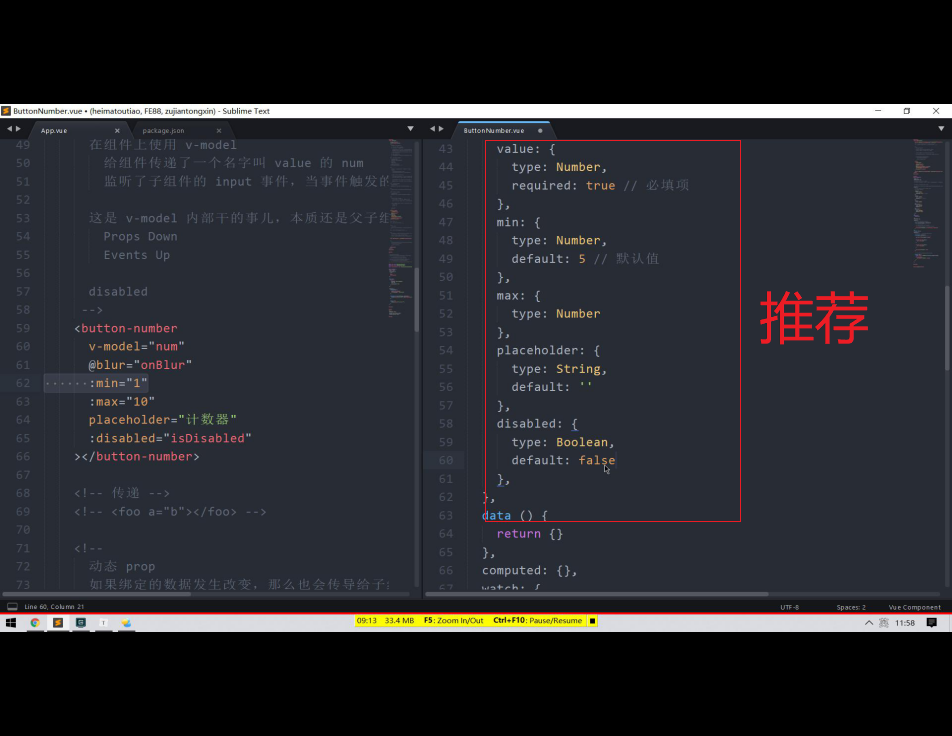 ButtonNumber.vue • (heimatoutiao, FE88, zujiantongxin) - Sublime Text
App.vue
package.json
49 在组件上使用 v-model
50 给组件传递了一个名字叫 value 的 num
51 监听了子组件的 input 事件，当事件触发的
52
53 这是 v-model 内部干的事儿，本质还是父子组
54 Props Down
55 Events Up
56
57 disabled
58 -->
59 <button-number
60 v-model="num"
61 @blur="onBlur"
62 :min="1"
63 :max="10"
64 placeholder="计数器"
65 :disabled="isDisabled"
66 ></button-number>
67
68 <!-- 传递 -->
69 <!-- <foo a="b"></foo> -->
70
71 <!--
72 动态 prop
73 如果绑定的数据发生改变，那么也会传导给子
ButtonNumber.vue
43 value: {
44 type: Number,
45 required: true // 必填项
46 },
47 min: {
48 type: Number,
49 default: 5 // 默认值
50 },
51 max: {
52 type: Number
53 },
54 placeholder: {
55 type: String,
56 default: ''
57 },
58 disabled: {
59 type: Boolean,
60 default: false
61 },
62 },
63 data () {
64 return {}
65 },
66 computed: {},
67 watch: {
推荐
Line 60, Column 21
UTF-8
Spaces: 2
Vue Component
09:13 33.4 MB F5: Zoom In/Out Ctrl+F10: Pause/Resume
11:58